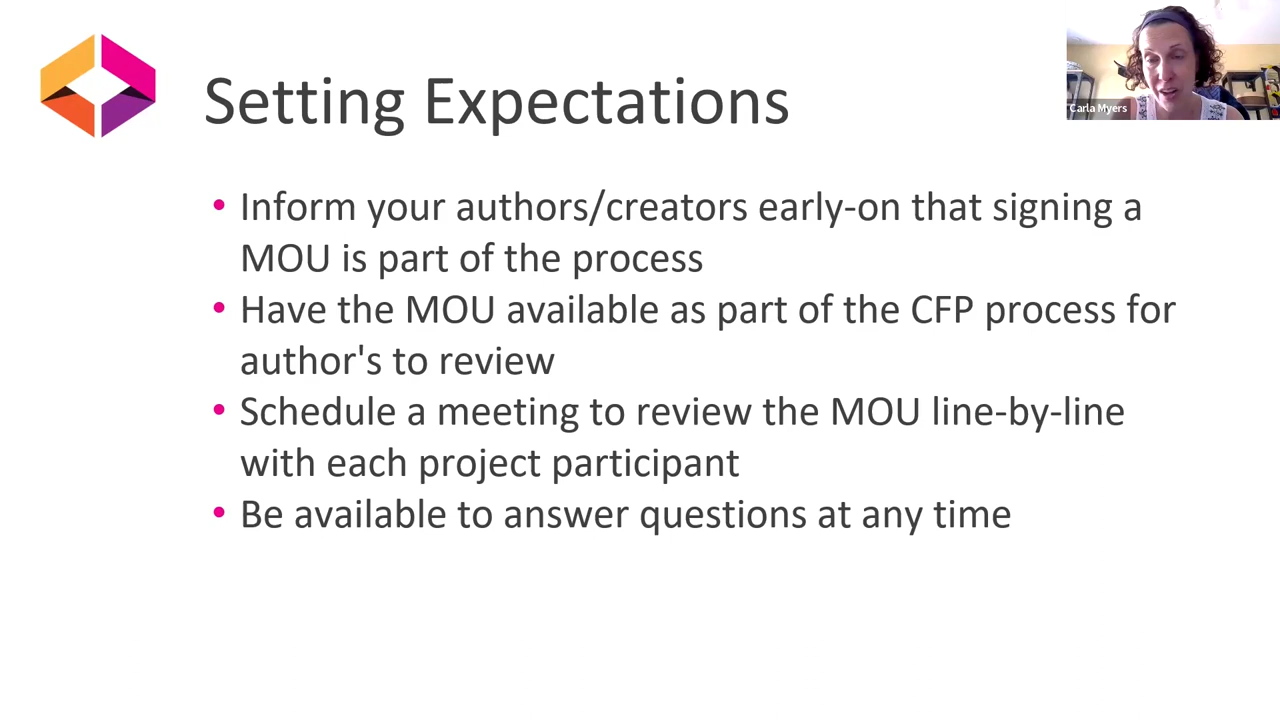 Setting Expectations
Carla Myers
• Inform your authors/creators early-on that signing a
MOU is part of the process
• Have the MOU available as part of the CFP process for
author's to review
• Schedule a meeting to review the MOU line-by-line
with each project participant
• Be available to answer questions at any time